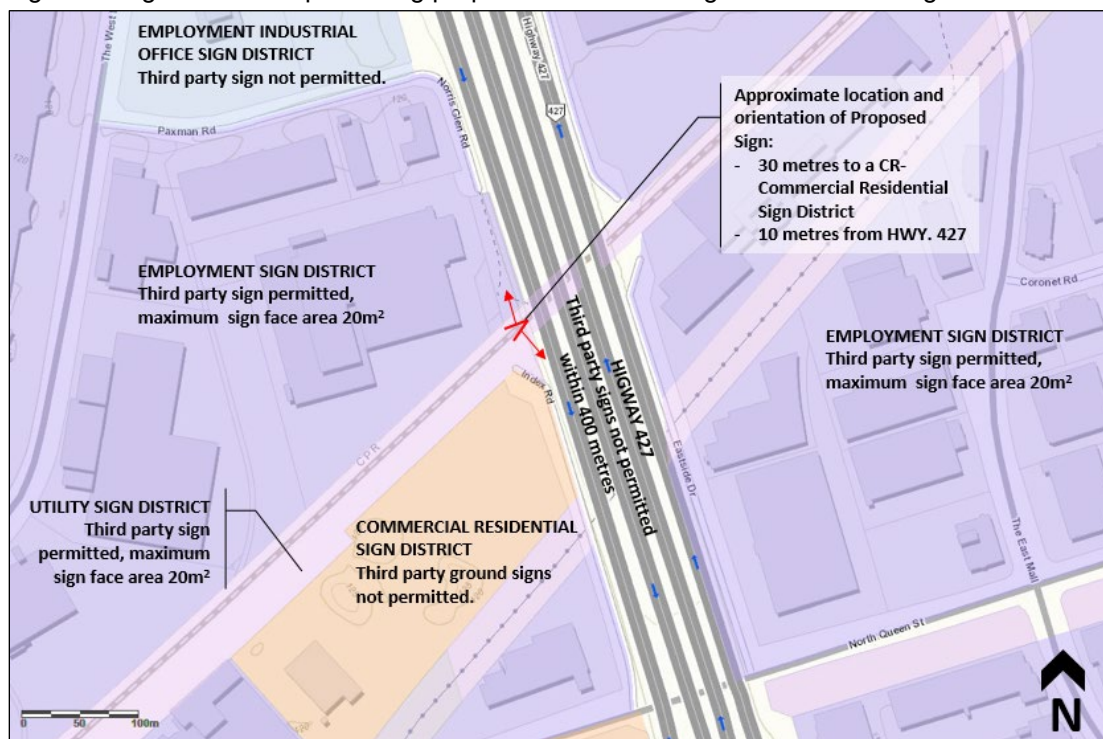 EMPLOYMENT INDUSTRIAL
OFFICE SIGN DISTRICT
Third party sign not permitted.
The West
Paxman Rd
120
Norris Glen Rd
Highway 427
427
Approximate location and
orientation of Proposed
Sign:
- 30 metres to a CR-
Commercial Residential
Sign District
- 10 metres from HWY. 427
EMPLOYMENT SIGN DISTRICT
Third party sign permitted,
maximum sign face area 20m²
Coronet Rd
EMPLOYMENT SIGN DISTRICT
Third party sign permitted,
maximum sign face area 20m²
HIGWAY 427
Third party signs not permitted
within 400 metres
Index Rd
Eastside Dr
CPR
UTILITY SIGN DISTRICT
Third party sign
permitted, maximum
sign face area 20m²
COMMERCIAL RESIDENTIAL
SIGN DISTRICT
Third party ground signs
not permitted.
The East Mall
North Queen St
0 50 100m
N